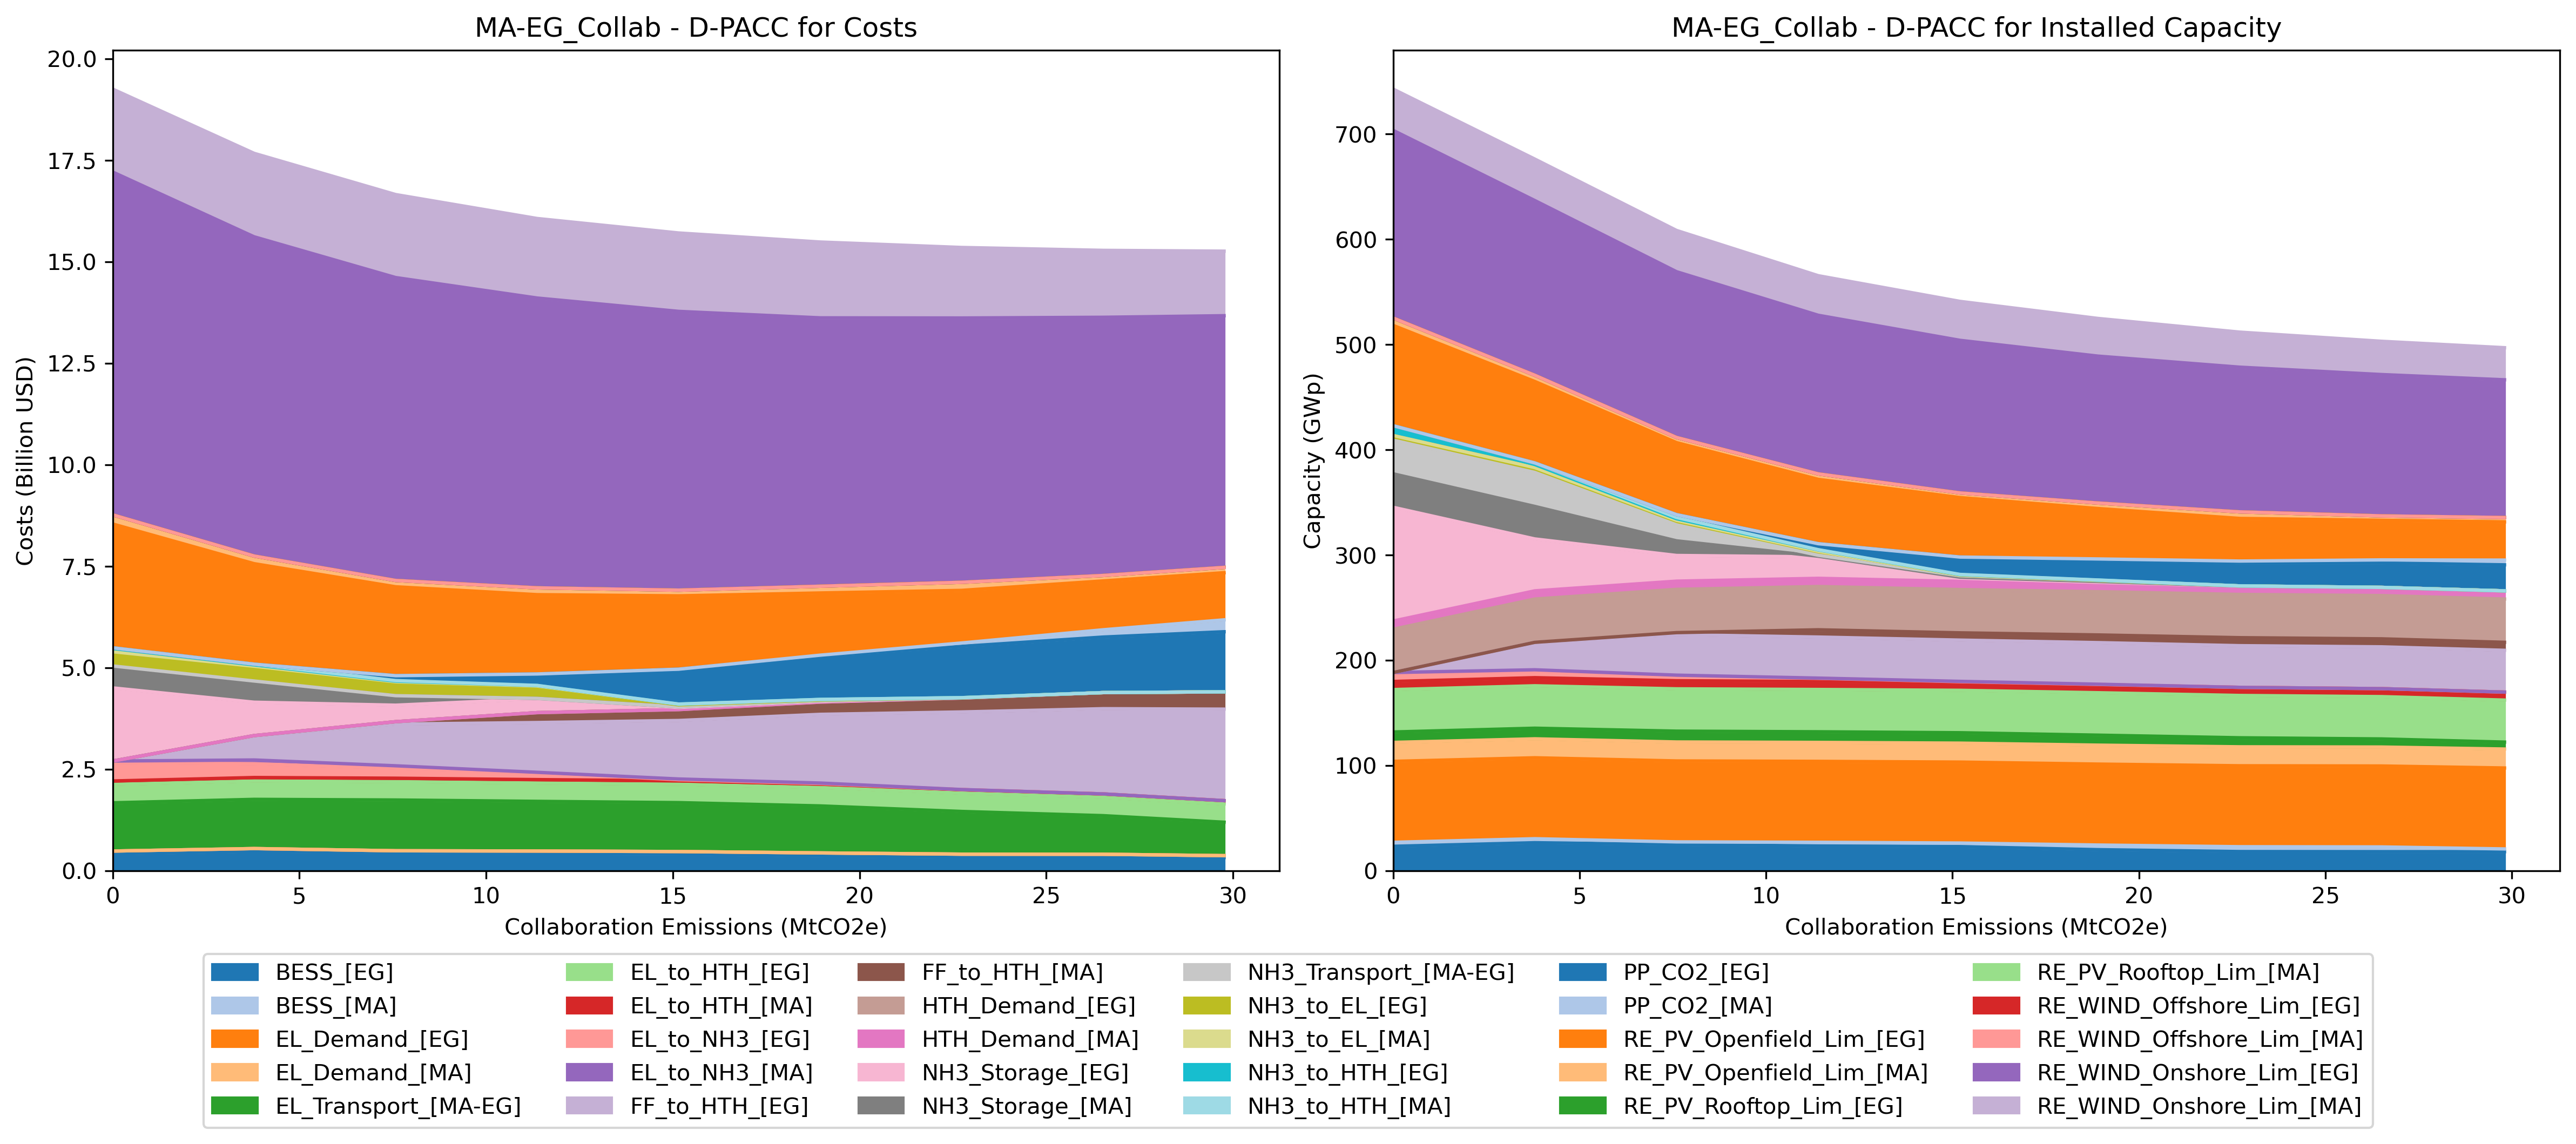 MA-EG_Collab - D-PACC for Costs
20.0
17.5
15.0
12.5
10.0
7.5
5.0
2.5
0.0
Costs (Billion USD)
0 5 10 15 20 25 30
Collaboration Emissions (MtCO2e)
MA-EG_Collab - D-PACC for Installed Capacity
700
600
500
400
300
200
100
0
Capacity (GWp)
0 5 10 15 20 25 30
Collaboration Emissions (MtCO2e)
BESS_[EG]
BESS_[MA]
EL_Demand_[EG]
EL_Demand_[MA]
EL_Transport_[MA-EG]
EL_to_HTH_[EG]
EL_to_HTH_[MA]
EL_to_NH3_[EG]
EL_to_NH3_[MA]
FF_to_HTH_[EG]
FF_to_HTH_[MA]
HTH_Demand_[EG]
HTH_Demand_[MA]
NH3_Storage_[EG]
NH3_Storage_[MA]
NH3_Transport_[MA-EG]
NH3_to_EL_[EG]
NH3_to_EL_[MA]
NH3_to_HTH_[EG]
NH3_to_HTH_[MA]
PP_CO2_[EG]
PP_CO2_[MA]
RE_PV_Openfield_Lim_[EG]
RE_PV_Openfield_Lim_[MA]
RE_PV_Rooftop_Lim_[EG]
RE_PV_Rooftop_Lim_[MA]
RE_WIND_Offshore_Lim_[EG]
RE_WIND_Offshore_Lim_[MA]
RE_WIND_Onshore_Lim_[EG]
RE_WIND_Onshore_Lim_[MA]